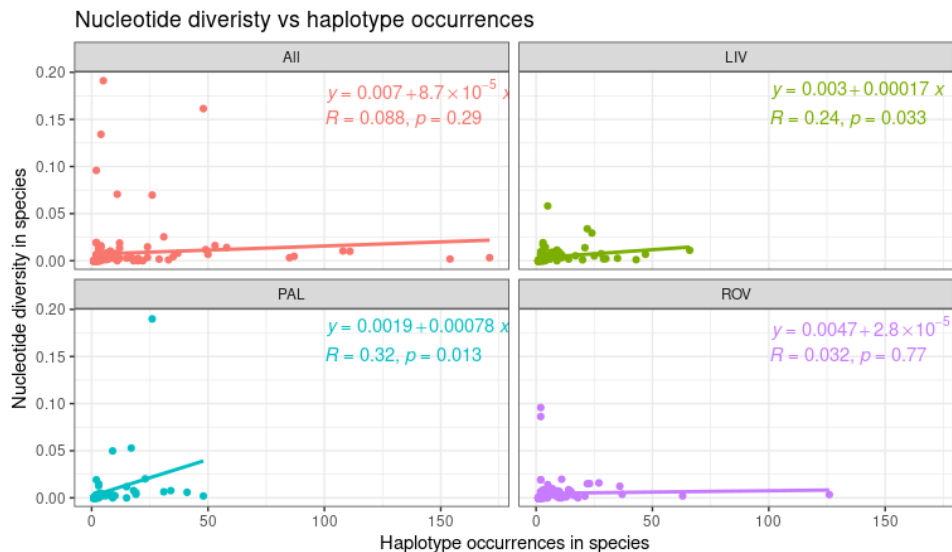 Nucleotide diveristy vs haplotype occurrences
All
LIV
y = 0.007 + 8.7 × 10⁻⁵ x
R = 0.088, p = 0.29
y = 0.003 + 0.00017 x
R = 0.24, p = 0.033
0.20
0.15
0.10
0.05
0.00
PAL
ROV
y = 0.0019 + 0.00078 x
R = 0.32, p = 0.013
y = 0.0047 + 2.8 × 10⁻⁵
R = 0.032, p = 0.77
0.20
0.15
0.10
0.05
0.00
0 50 100 150
0 50 100 150
Nucleotide diversity in species
Haplotype occurrences in species